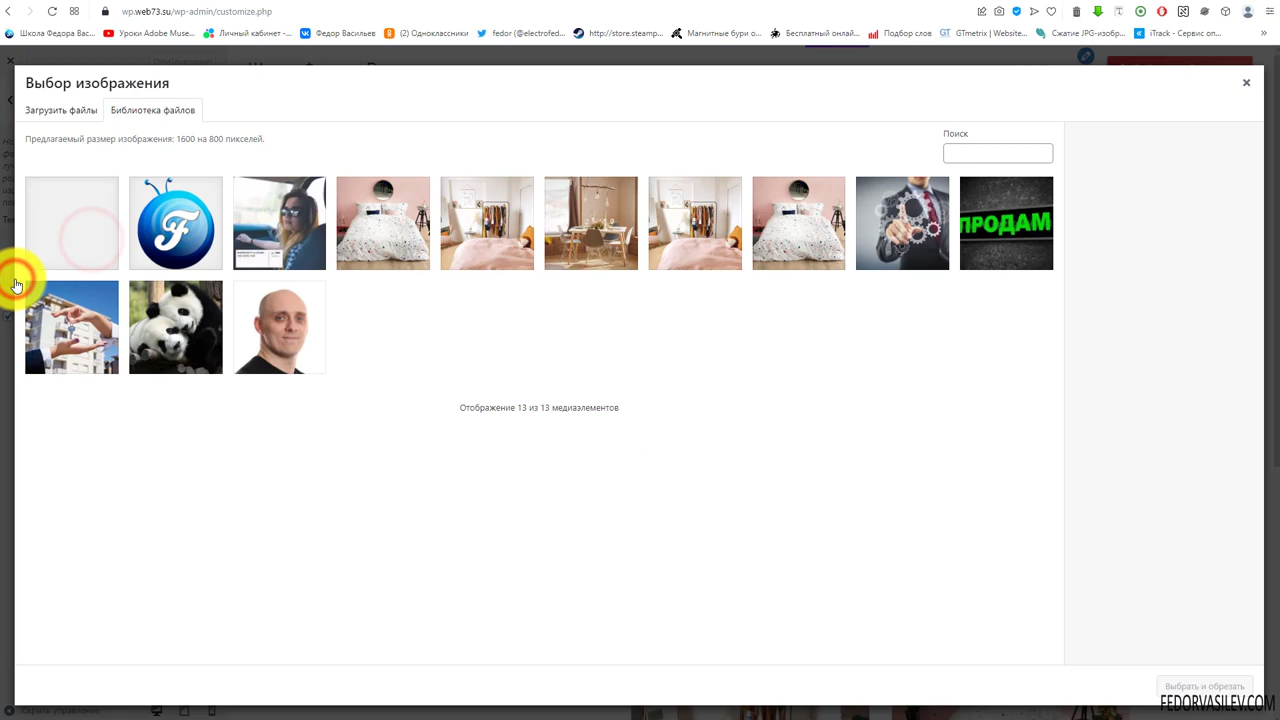 wp.web73.su/wp-admin/customize.php
Школа Федора Вас...
Уроки Adobe Muse...
Личный кабинет -...
Федор Васильев
(2) Одноклассники
fedor (@electrofed...
http://store.steamp...
Магнитные бури о...
Бесплатный онлай...
Подбор слов
GTmetrix | Website...
Сжатие JPG-изобр...
iTrack - Сервис оп...
Выбор изображения
Загрузить файлы
Библиотека файлов
Предлагаемый размер изображения: 1600 на 800 пикселей.
Поиск
ПРОДАМ
Отображение 13 из 13 медиаэлементов
Выбрать и обрезать
Скрыть управление
FEDORVASILEV.COM